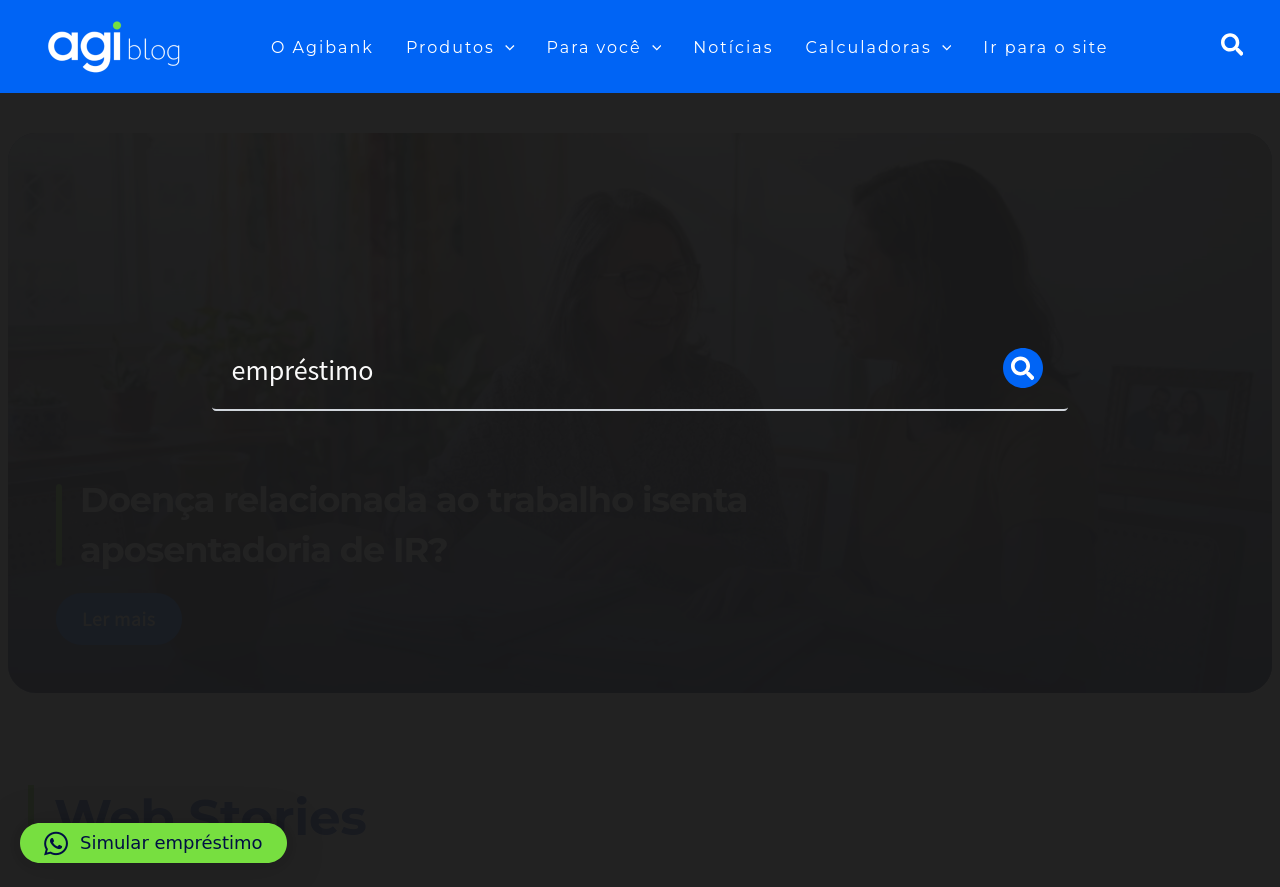 agi blog
O Agibank
Produtos
Para você
Notícias
Calculadoras
Ir para o site
empréstimo
Doença relacionada ao trabalho isenta
aposentadoria de IR?
Ler mais
Web Stories
Simular empréstimo